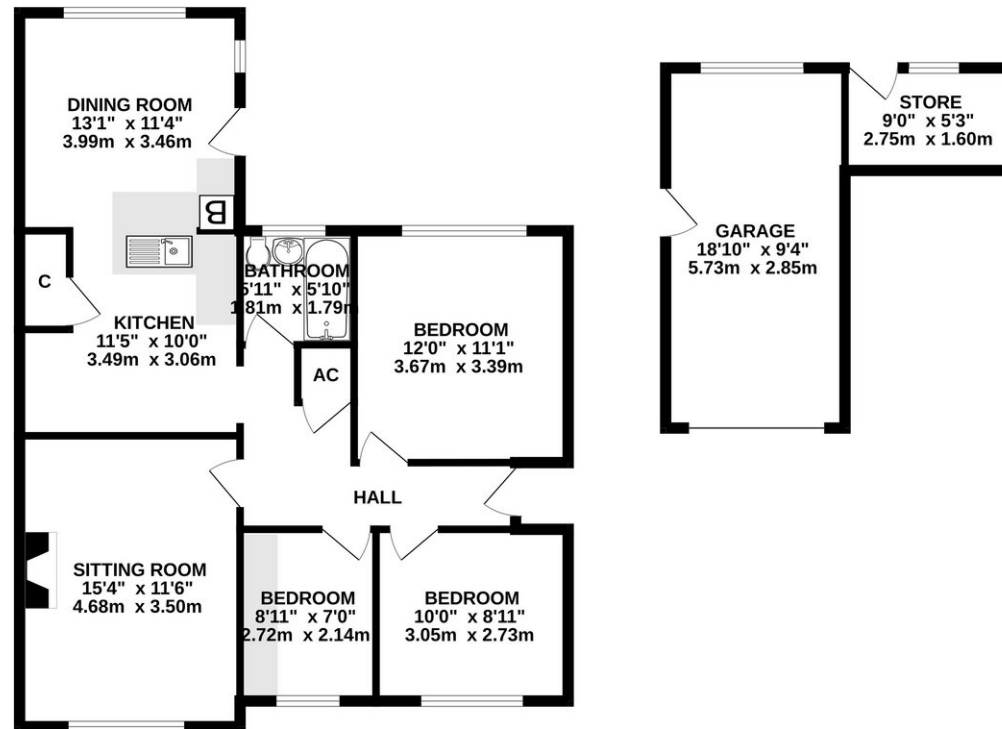 DINING ROOM
13'1" x 11'4"
3.99m x 3.46m
STORE
9'0" x 5'3"
2.75m x 1.60m
B
GARAGE
18'10" x 9'4"
5.73m x 2.85m
BATHROOM
5'11" x 5'10"
1.81m x 1.79m
C
KITCHEN
11'5" x 10'0"
3.49m x 3.06m
BEDROOM
12'0" x 11'1"
3.67m x 3.39m
AC
HALL
SITTING ROOM
15'4" x 11'6"
4.68m x 3.50m
BEDROOM
8'11" x 7'0"
2.72m x 2.14m
BEDROOM
10'0" x 8'11"
3.05m x 2.73m